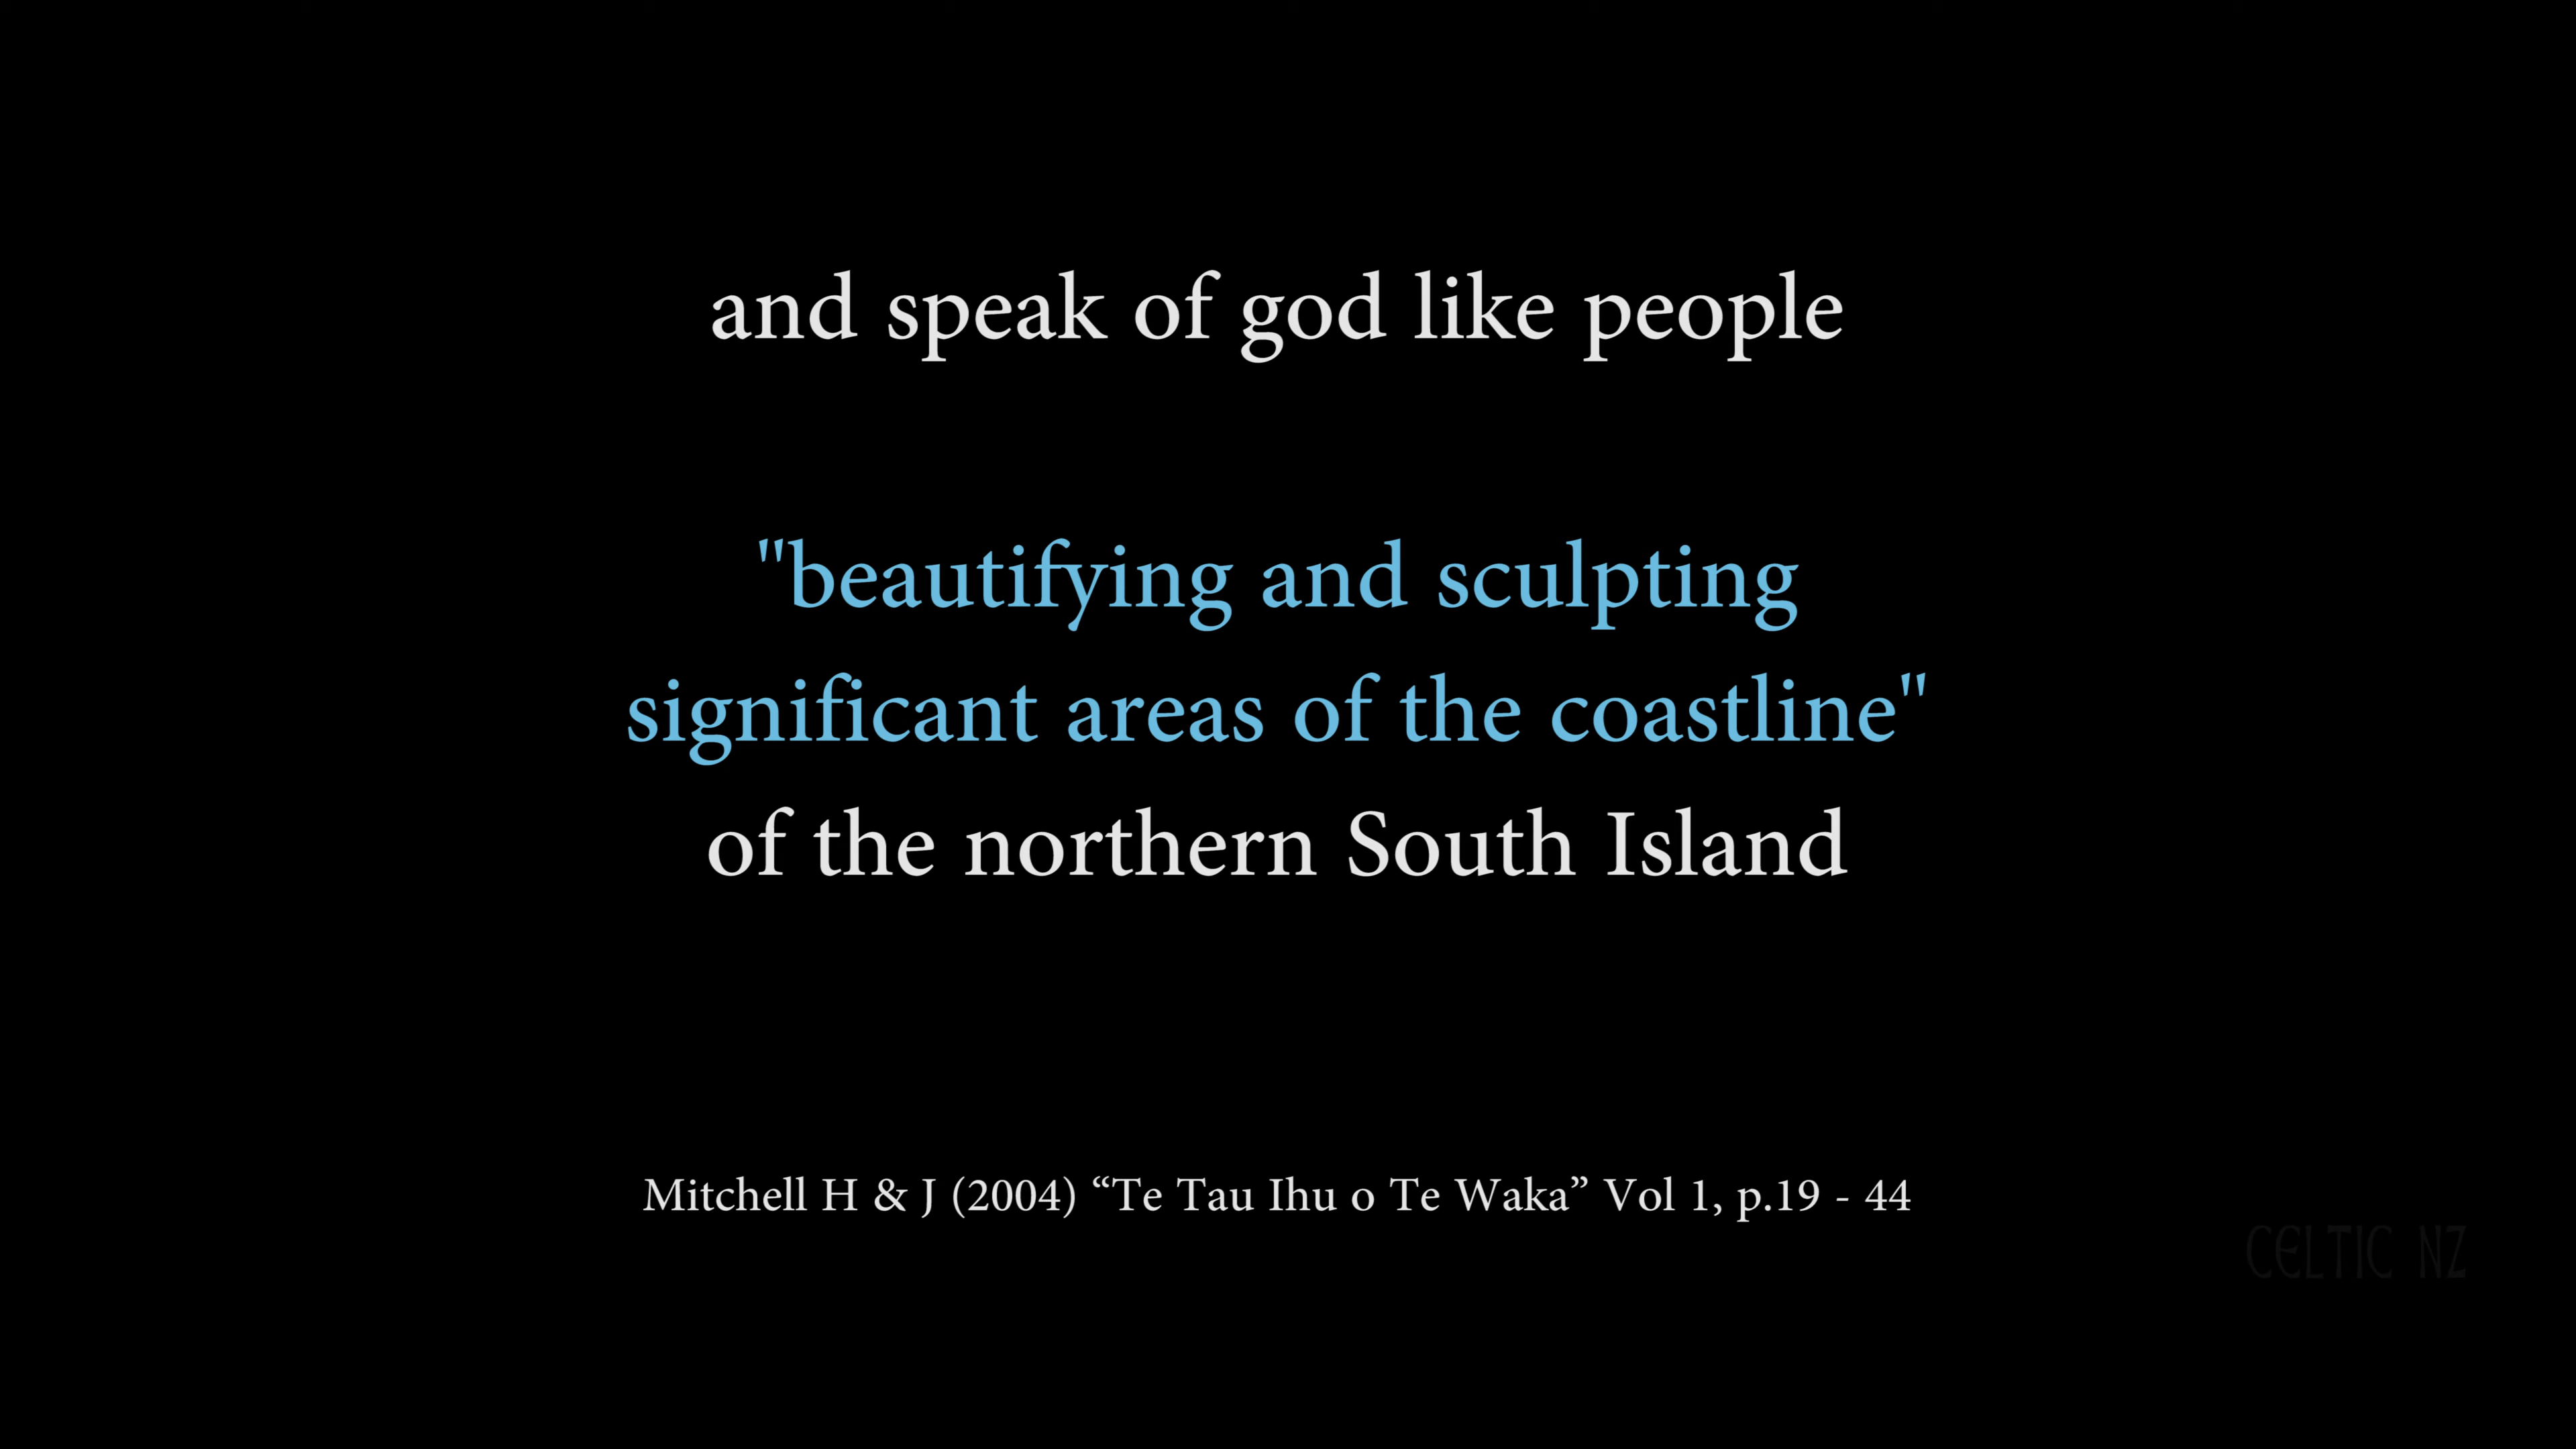 and speak of god like people
"beautifying and sculpting
significant areas of the coastline"
of the northern South Island
Mitchell H & J (2004) “Te Tau Ihu o Te Waka” Vol 1, p.19 - 44
CELTIC NZ